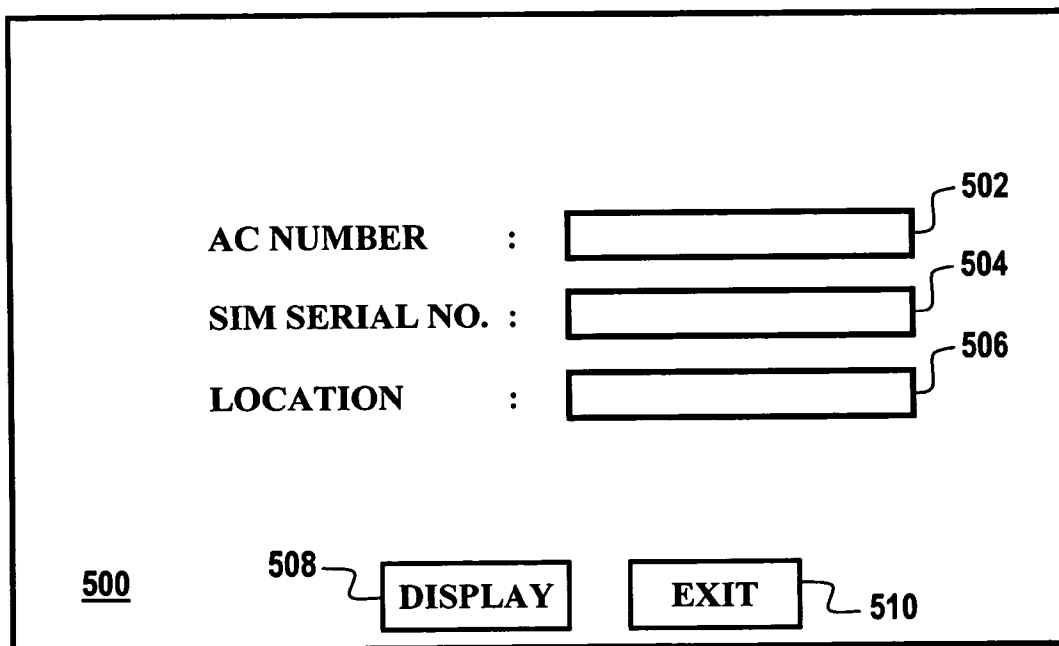 502
AC NUMBER :
504
SIM SERIAL NO. :
506
LOCATION :
500
508
DISPLAY
EXIT
510